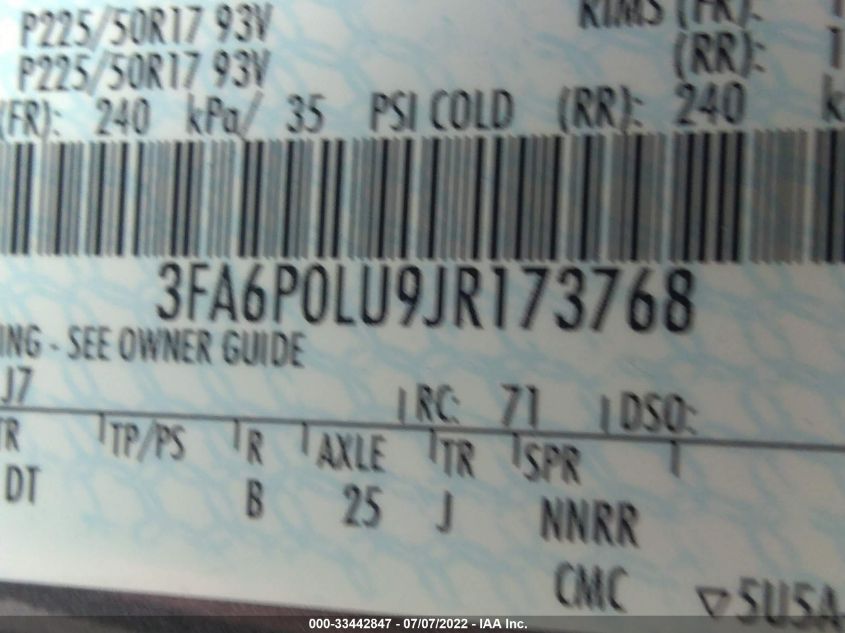 P225/50R17 93V RIMS (FR):
P225/50R17 93V (RR):
(FR): 240 kPa/ 35 PSI COLD (RR): 240 k
3FA6P0LU9JR173768
ING - SEE OWNER GUIDE
J7 RC: 71 DSO:
TR TP/PS R AXLE TR SPR
DT B 25 J NNRR
CMC ▽5U5A
000-33442847 - 07/07/2022 - IAA Inc.